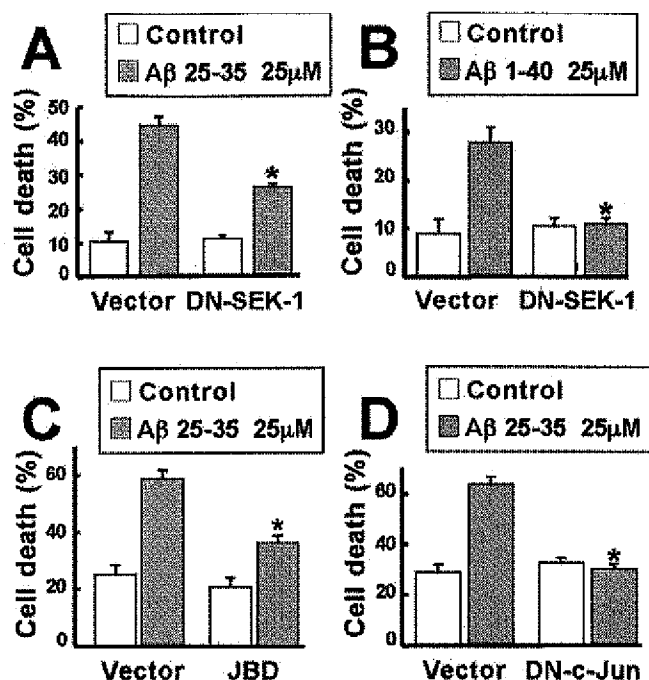 A
Control
Aβ 25-35 25μM
Cell death (%)
50
40
30
20
10
0
Vector DN-SEK-1
*
B
Control
Aβ 1-40 25μM
Cell death (%)
30
20
10
0
Vector DN-SEK-1
*
C
Control
Aβ 25-35 25μM
Cell death (%)
60
40
20
0
Vector JBD
*
D
Control
Aβ 25-35 25μM
Cell death (%)
60
40
20
0
Vector DN-c-Jun
*